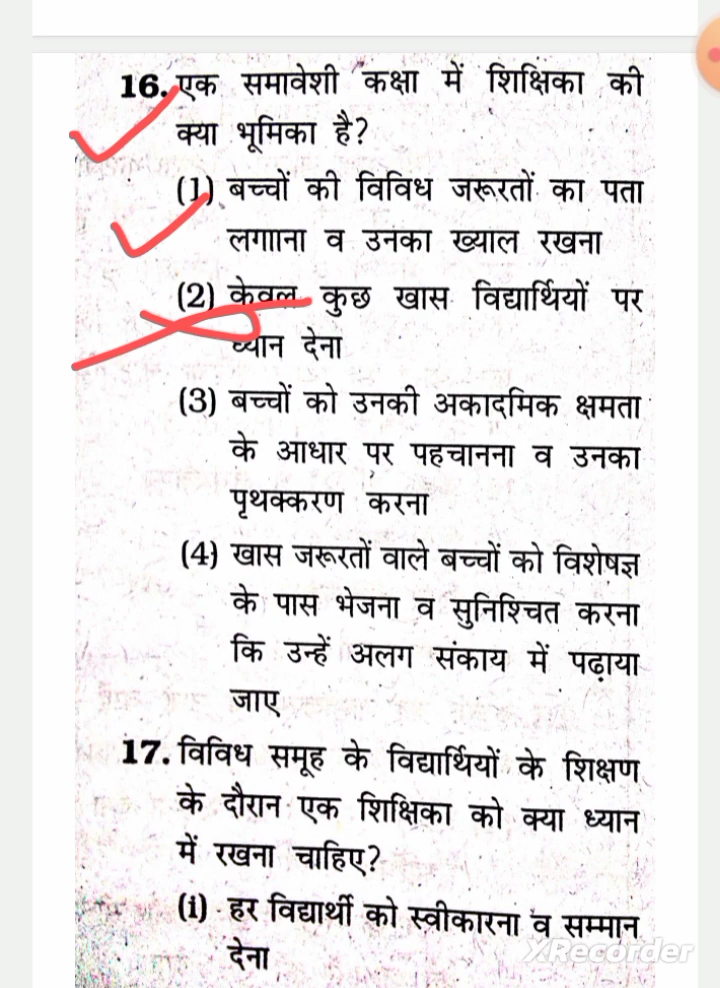 16. एक समावेशी कक्षा में शिक्षिका की
क्या भूमिका है?
(1) बच्चों की विविध जरूरतों का पता
लगााना व उनका ख्याल रखना
(2) केवल कुछ खास विद्यार्थियों पर
ध्यान देना
(3) बच्चों को उनकी अकादमिक क्षमता
के आधार पर पहचानना व उनका
पृथक्करण करना
(4) खास जरूरतों वाले बच्चों को विशेषज्ञ
के पास भेजना व सुनिश्चित करना
कि उन्हें अलग संकाय में पढ़ाया
जाए
17. विविध समूह के विद्यार्थियों के शिक्षण
के दौरान एक शिक्षिका को क्या ध्यान
में रखना चाहिए?
(i) हर विद्यार्थी को स्वीकारना व सम्मान
देना
XRecorder